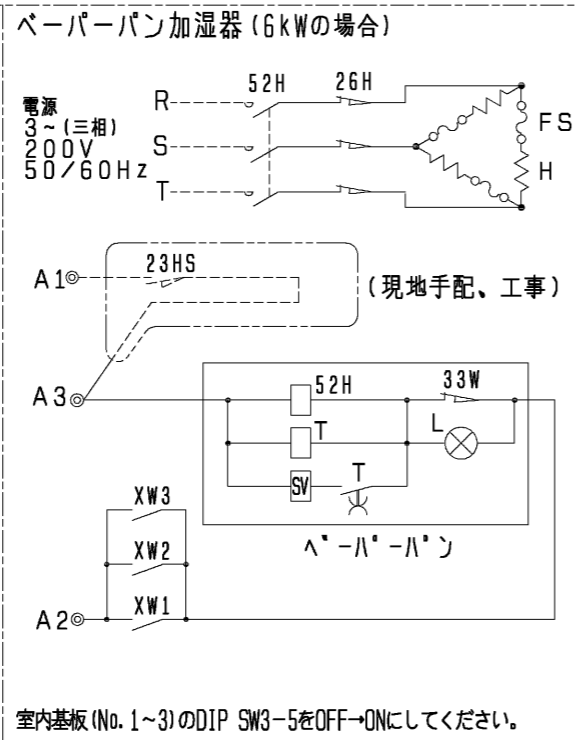 ベーパーパン加湿器(6kWの場合)
52H
26H
電源
3~(三相)
200V
50/60Hz
R
S
T
FS
H
23HS
A1
(現地手配、工事)
A3
52H
33W
T
L
SV
T
ベーパーパン
XW3
XW2
XW1
A2
室内基板(No.1~3)のDIP SW3-5をOFF→ONにしてください。